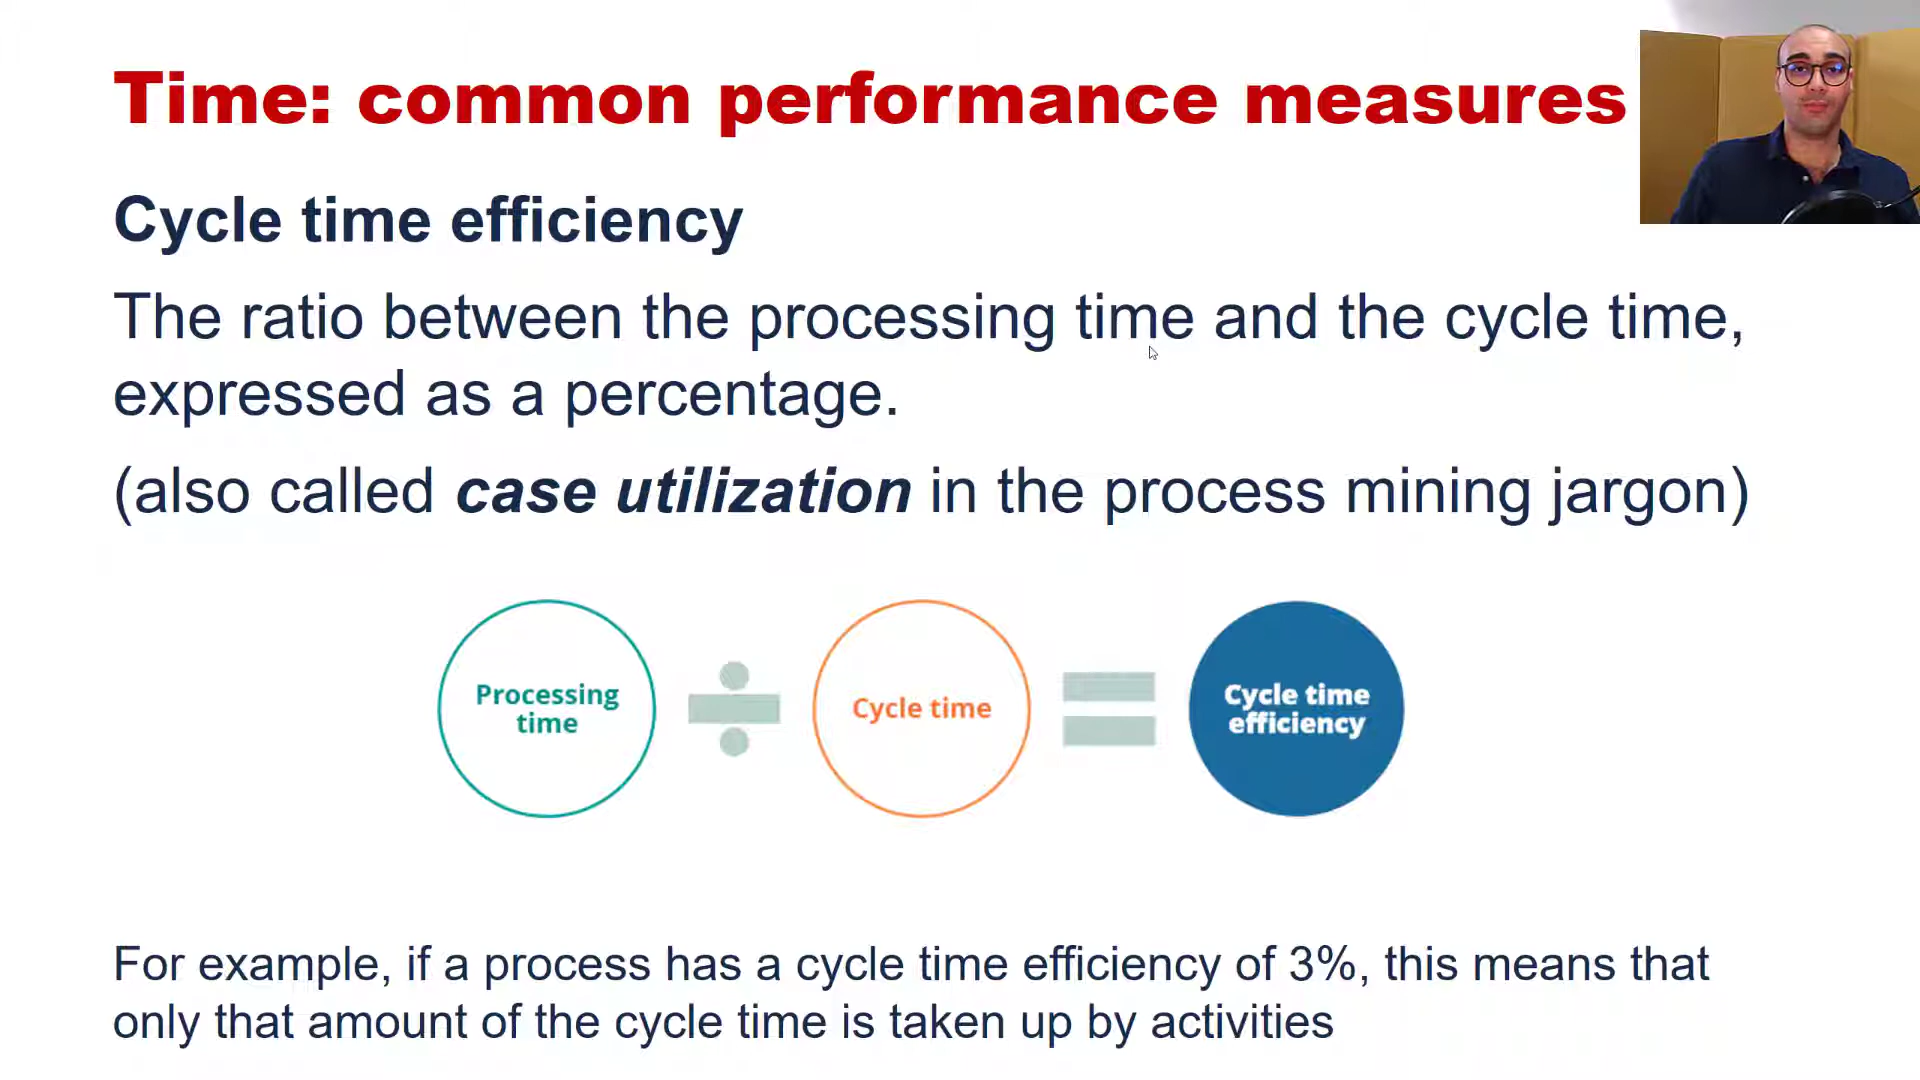 Time: common performance measures
Cycle time efficiency
The ratio between the processing time and the cycle time,
expressed as a percentage.
(also called case utilization in the process mining jargon)
Processing
time
Cycle time
Cycle time
efficiency
For example, if a process has a cycle time efficiency of 3%, this means that
only that amount of the cycle time is taken up by activities